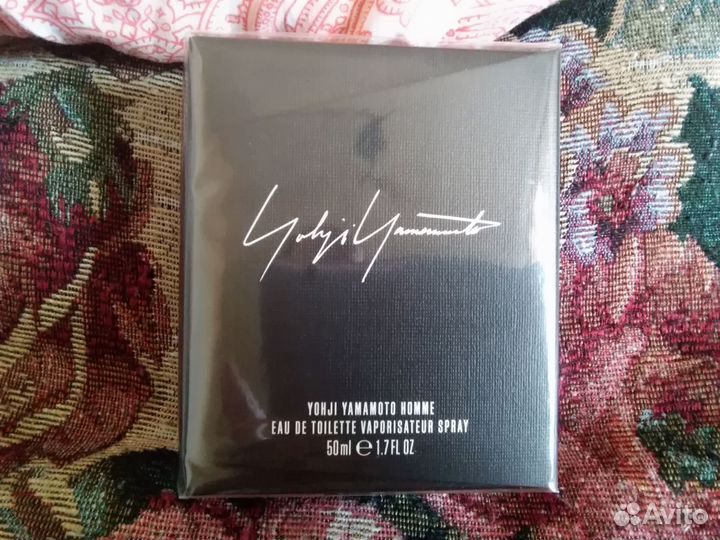 Yohji Yamamoto
YOHJI YAMAMOTO HOMME
EAU DE TOILETTE VAPORISATEUR SPRAY
50ml e 1.7 FL OZ
Avito